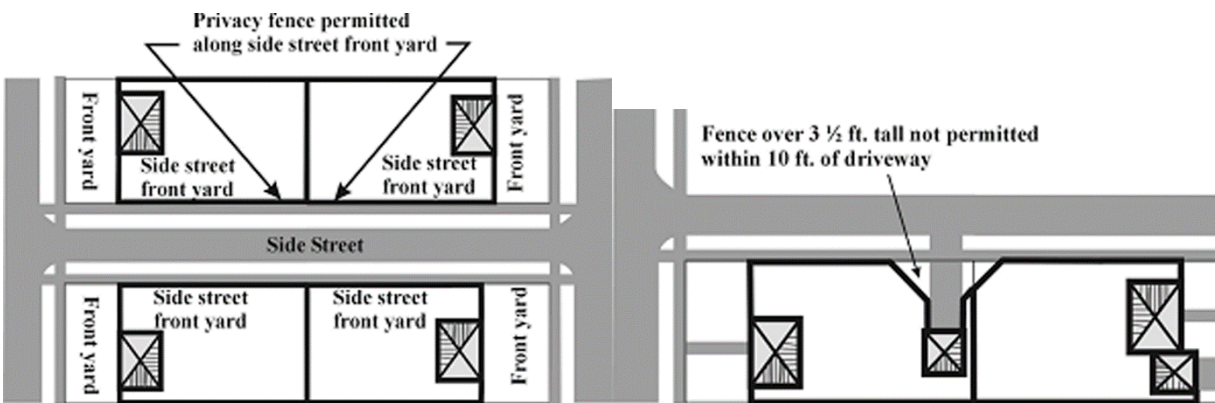 Privacy fence permitted
along side street front yard
Front yard
Side street
front yard
Side street
front yard
Front yard
Side Street
Front yard
Side street
front yard
Side street
front yard
Front yard
Fence over 3 ½ ft. tall not permitted
within 10 ft. of driveway